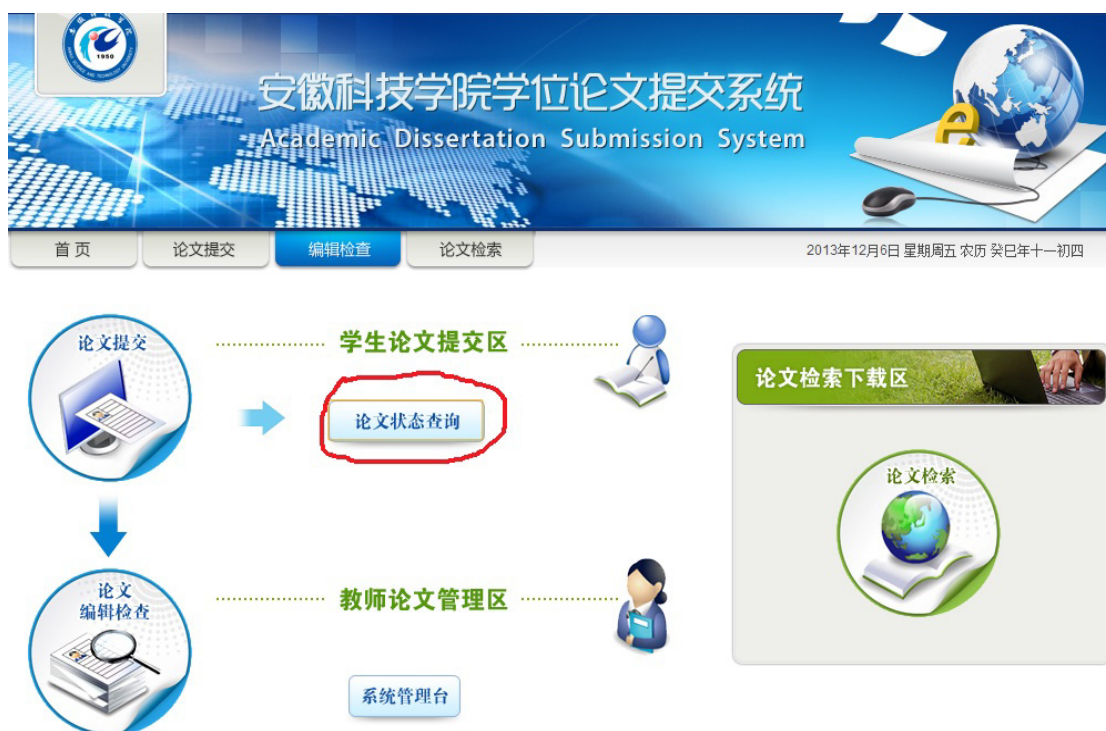 1950
安徽科技学院学位论文提交系统
Academic Dissertation Submission System
首 页
论文提交
编辑检查
论文检索
2013年12月6日 星期周五 农历 癸巳年十一初四
论文提交
学生论文提交区
论文状态查询
论文检索下载区
论文检索
论文
编辑检查
教师论文管理区
系统管理台